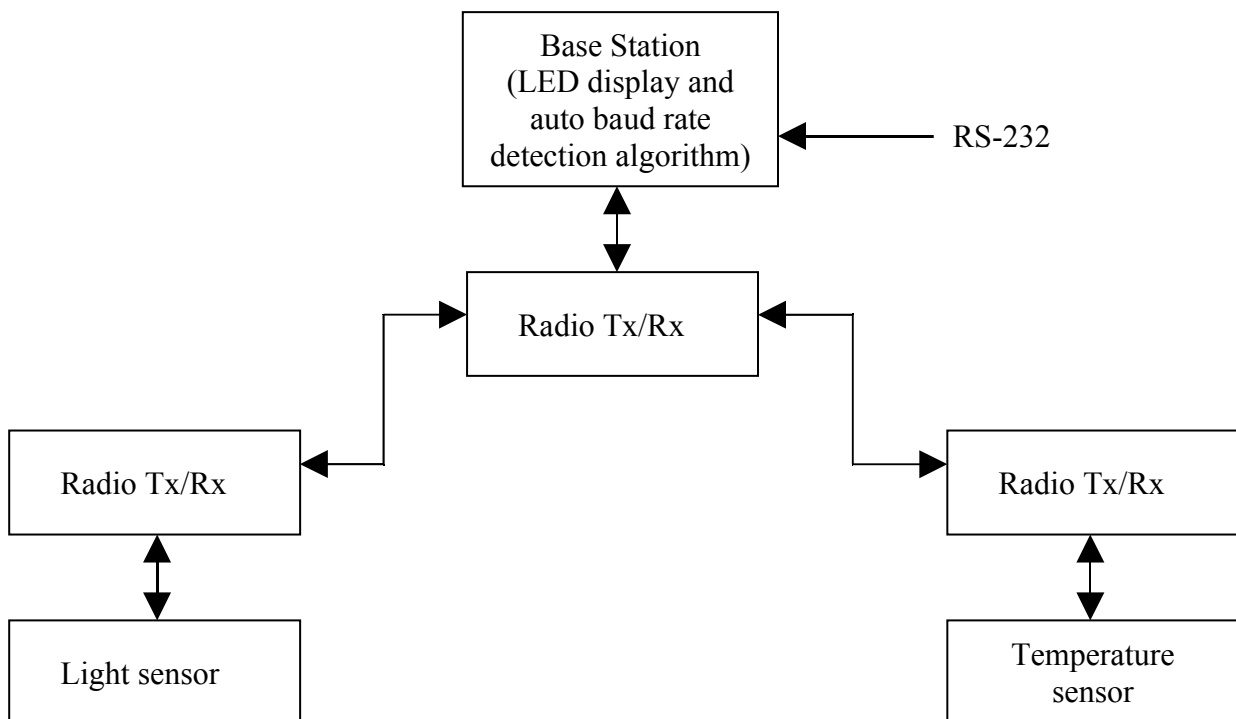 Base Station
(LED display and
auto baud rate
detection algorithm)
RS-232
Radio Tx/Rx
Radio Tx/Rx
Radio Tx/Rx
Light sensor
Temperature
sensor